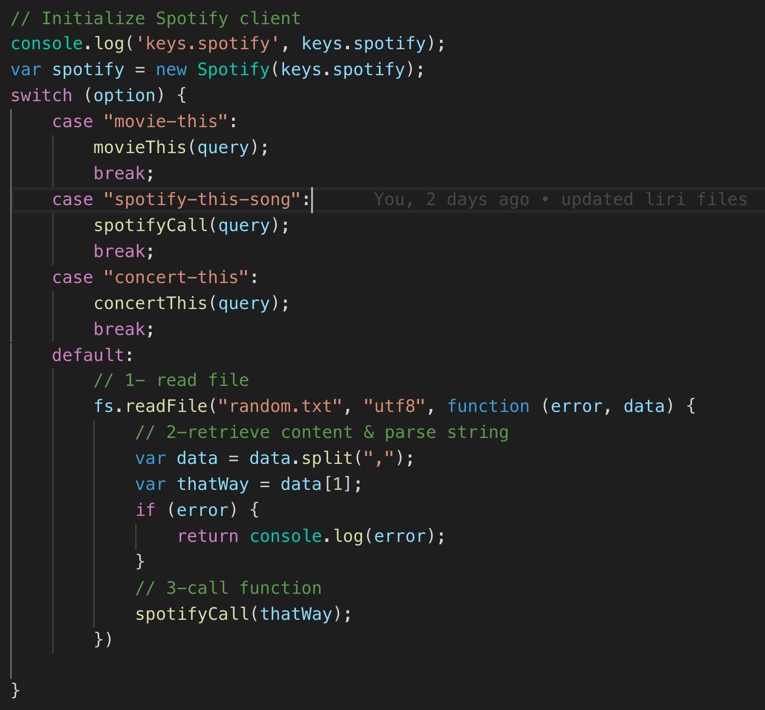 // Initialize Spotify client
console.log('keys.spotify', keys.spotify);
var spotify = new Spotify(keys.spotify);
switch (option) {
    case "movie-this":
        movieThis(query);
        break;
    case "spotify-this-song":    You, 2 days ago • updated liri files
        spotifyCall(query);
        break;
    case "concert-this":
        concertThis(query);
        break;
    default:
        // 1- read file
        fs.readFile("random.txt", "utf8", function (error, data) {
            // 2-retrieve content & parse string
            var data = data.split(",");
            var thatWay = data[1];
            if (error) {
                return console.log(error);
            }
            // 3-call function
            spotifyCall(thatWay);
        })
}